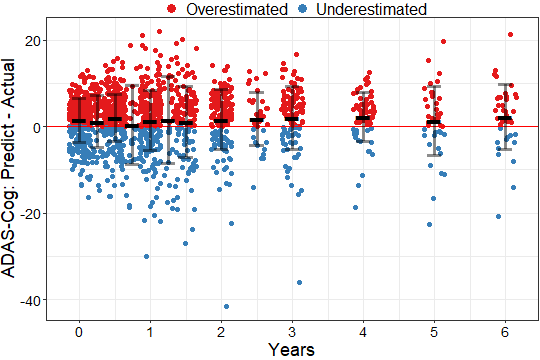 Overestimated Underestimated
ADAS-Cog: Predict - Actual
20
0
-20
-40
0 1 2 3 4 5 6
Years